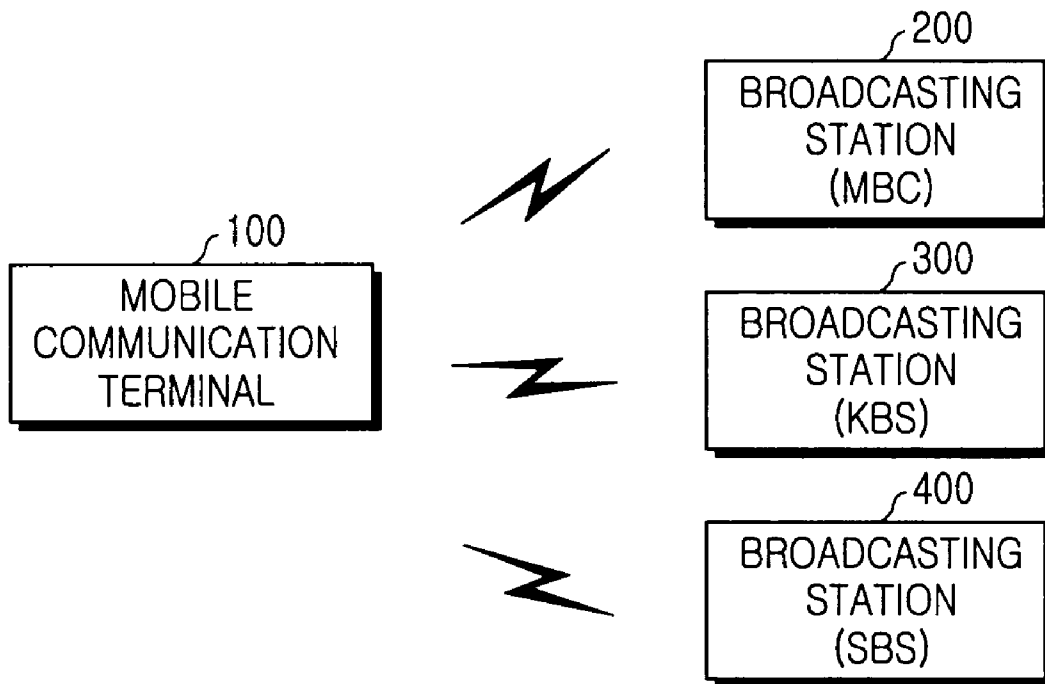 100
MOBILE
COMMUNICATION
TERMINAL
200
BROADCASTING
STATION
(MBC)
300
BROADCASTING
STATION
(KBS)
400
BROADCASTING
STATION
(SBS)